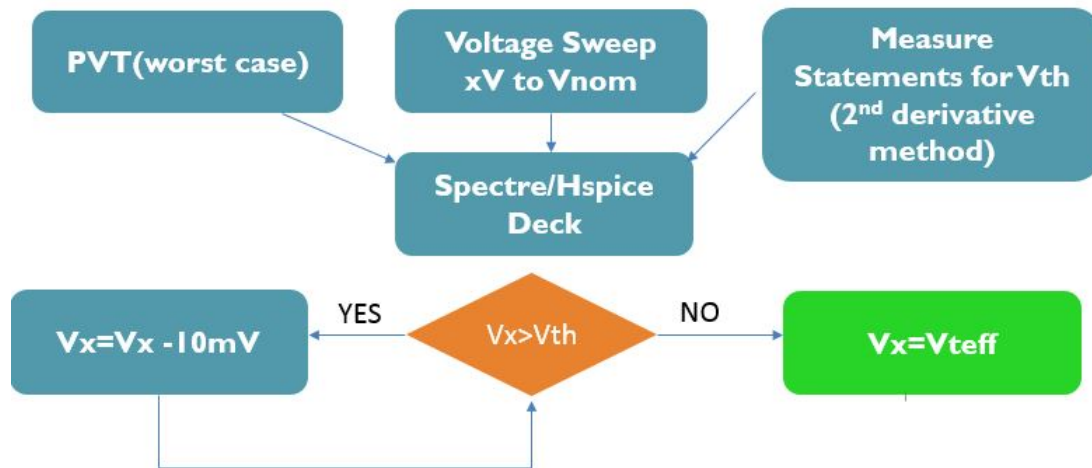 PVT(worst case)
Voltage Sweep
xV to Vnom
Measure
Statements for Vth
(2nd derivative
method)
Spectre/Hspice
Deck
YES
NO
Vx=Vx -10mV
Vx>Vth
Vx=Vteff